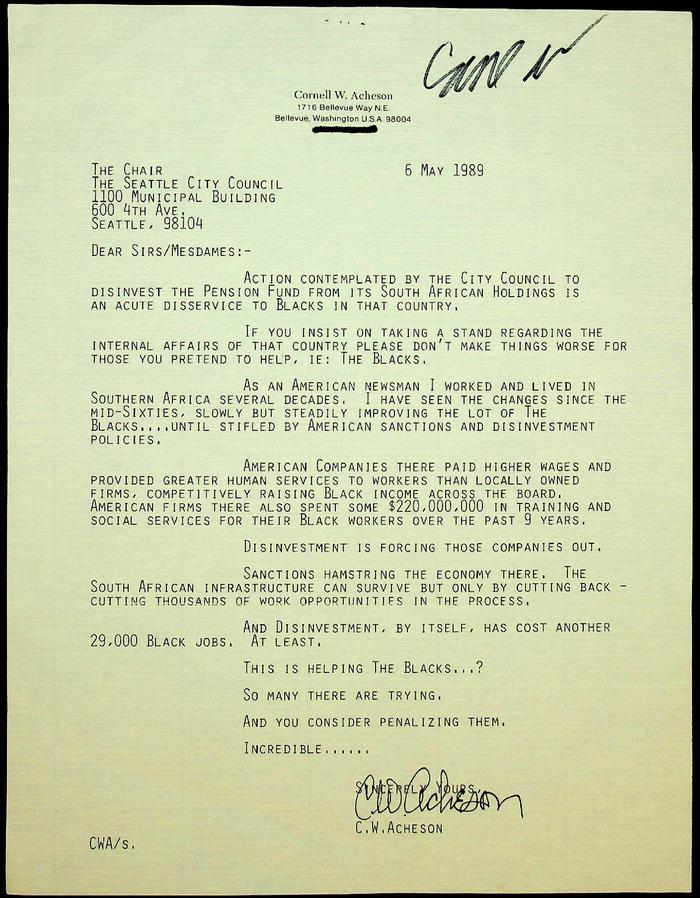 Cornell W. Acheson
1716 Bellevue Way N.E.
Bellevue, Washington U.S.A. 98004
THE CHAIR
6 MAY 1989
THE SEATTLE CITY COUNCIL
1100 MUNICIPAL BUILDING
600 4TH AVE.
SEATTLE, 98104
DEAR SIRS/MESDAMES:-
ACTION CONTEMPLATED BY THE CITY COUNCIL TO
DISINVEST THE PENSION FUND FROM ITS SOUTH AFRICAN HOLDINGS IS
AN ACUTE DISSERVICE TO BLACKS IN THAT COUNTRY.
IF YOU INSIST ON TAKING A STAND REGARDING THE
INTERNAL AFFAIRS OF THAT COUNTRY PLEASE DON'T MAKE THINGS WORSE FOR
THOSE YOU PRETEND TO HELP, IE: THE BLACKS.
AS AN AMERICAN NEWSMAN I WORKED AND LIVED IN
SOUTHERN AFRICA SEVERAL DECADES. I HAVE SEEN THE CHANGES SINCE THE
MID-SIXTIES, SLOWLY BUT STEADILY IMPROVING THE LOT OF THE
BLACKS....UNTIL STIFLED BY AMERICAN SANCTIONS AND DISINVESTMENT
POLICIES.
AMERICAN COMPANIES THERE PAID HIGHER WAGES AND
PROVIDED GREATER HUMAN SERVICES TO WORKERS THAN LOCALLY OWNED
FIRMS, COMPETITIVELY RAISING BLACK INCOME ACROSS THE BOARD.
AMERICAN FIRMS THERE ALSO SPENT SOME $220,000,000 IN TRAINING AND
SOCIAL SERVICES FOR THEIR BLACK WORKERS OVER THE PAST 9 YEARS.
DISINVESTMENT IS FORCING THOSE COMPANIES OUT.
SANCTIONS HAMSTRING THE ECONOMY THERE. THE
SOUTH AFRICAN INFRASTRUCTURE CAN SURVIVE BUT ONLY BY CUTTING BACK -
CUTTING THOUSANDS OF WORK OPPORTUNITIES IN THE PROCESS.
AND DISINVESTMENT, BY ITSELF, HAS COST ANOTHER
29,000 BLACK JOBS. AT LEAST.
THIS IS HELPING THE BLACKS...?
SO MANY THERE ARE TRYING.
AND YOU CONSIDER PENALIZING THEM.
INCREDIBLE......
SINCERELY YOURS,
C.W. Acheson
C.W.ACHESON
CWA/S.